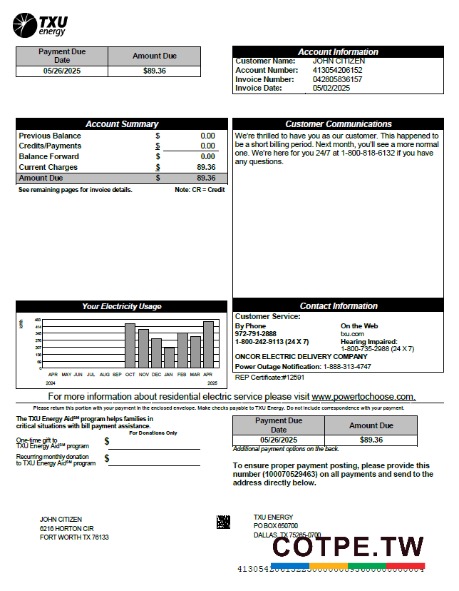 TXU
energy
Payment Due
Date
Amount Due
05/26/2025
$89.36
Account Information
Customer Name: JOHN CITIZEN
Account Number: 413054206152
Invoice Number: 042805836157
Invoice Date: 05/02/2025
Account Summary
Previous Balance $ 0.00
Credits/Payments $ 0.00
Balance Forward $ 0.00
Current Charges $ 89.36
Amount Due $ 89.36
See remaining pages for invoice details. Note: CR = Credit
Customer Communications
We're thrilled to have you as our customer. This happened to
be a short billing period. Next month, you'll see a more normal
one. We're here for you 24/7 at 1-800-818-6132 if you have
any questions.
Your Electricity Usage
APR MAY JUN JUL AUG SEP OCT NOV DEC JAN FEB MAR APR
2024 2025
Contact Information
Customer Service:
By Phone
972-791-2888
1-800-242-9113 (24 X 7)
On the Web
txu.com
Hearing Impaired:
1-800-735-2988 (24 X 7)
ONCOR ELECTRIC DELIVERY COMPANY
Power Outage Notification: 1-888-313-4747
REP Certificate:#12591
For more information about residential electric service please visit www.powertochoose.com.
Please return this portion with your payment in the enclosed envelope. Make checks payable to TXU Energy. Do not include correspondence with your payment.
The TXU Energy Aid℠ program helps families in
critical situations with bill payment assistance.
For Donations Only
One-time gift to
TXU Energy Aid℠ program $
Recurring monthly donation
to TXU Energy Aid℠ program $
Payment Due
Date
Amount Due
05/26/2025
$89.36
Additional payment options on the back.
To ensure proper payment posting, please provide this
number (100070529463) on all payments and send to the
address directly below.
JOHN CITIZEN
6216 HORTON CIR
FORT WORTH TX 76133
TXU ENERGY
PO BOX 650700
DALLAS, TX 75265-0700
COTPE.TW